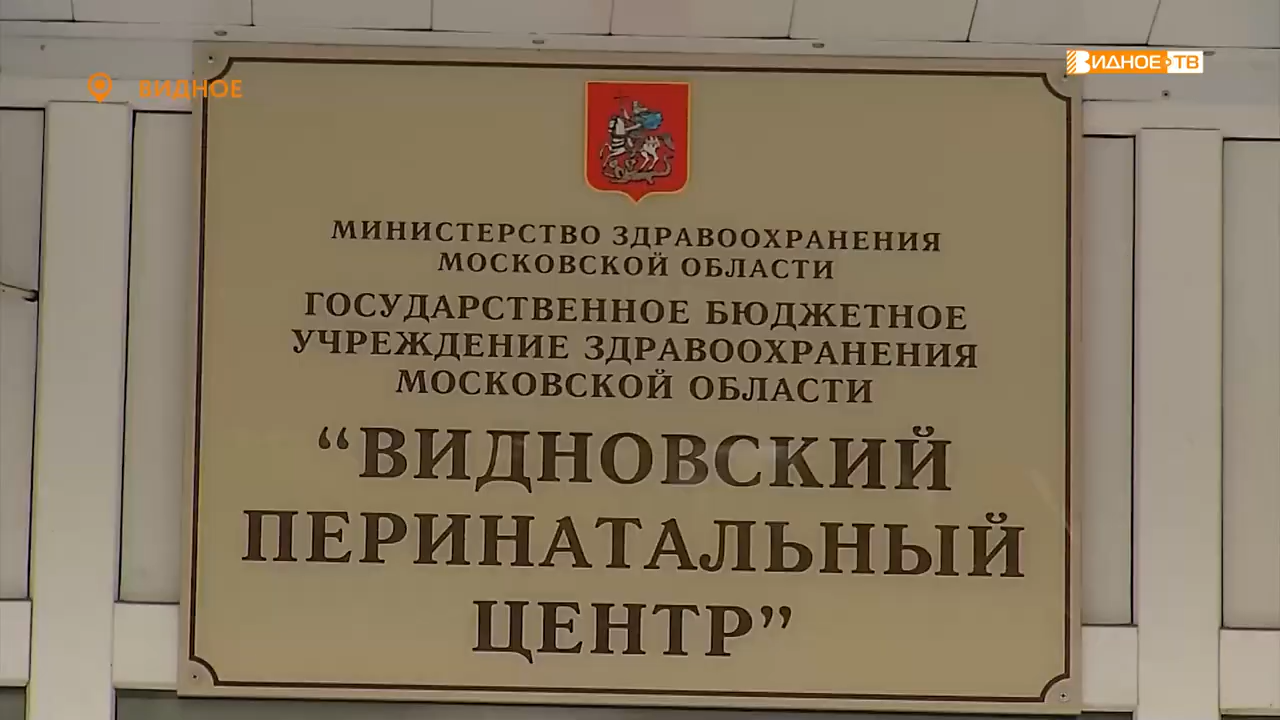 ВИДНОЕ
ВИДНОЕ ТВ
МИНИСТЕРСТВО ЗДРАВООХРАНЕНИЯ
МОСКОВСКОЙ ОБЛАСТИ
ГОСУДАРСТВЕННОЕ БЮДЖЕТНОЕ
УЧРЕЖДЕНИЕ ЗДРАВООХРАНЕНИЯ
МОСКОВСКОЙ ОБЛАСТИ
“ВИДНОВСКИЙ
ПЕРИНАТАЛЬНЫЙ
ЦЕНТР”